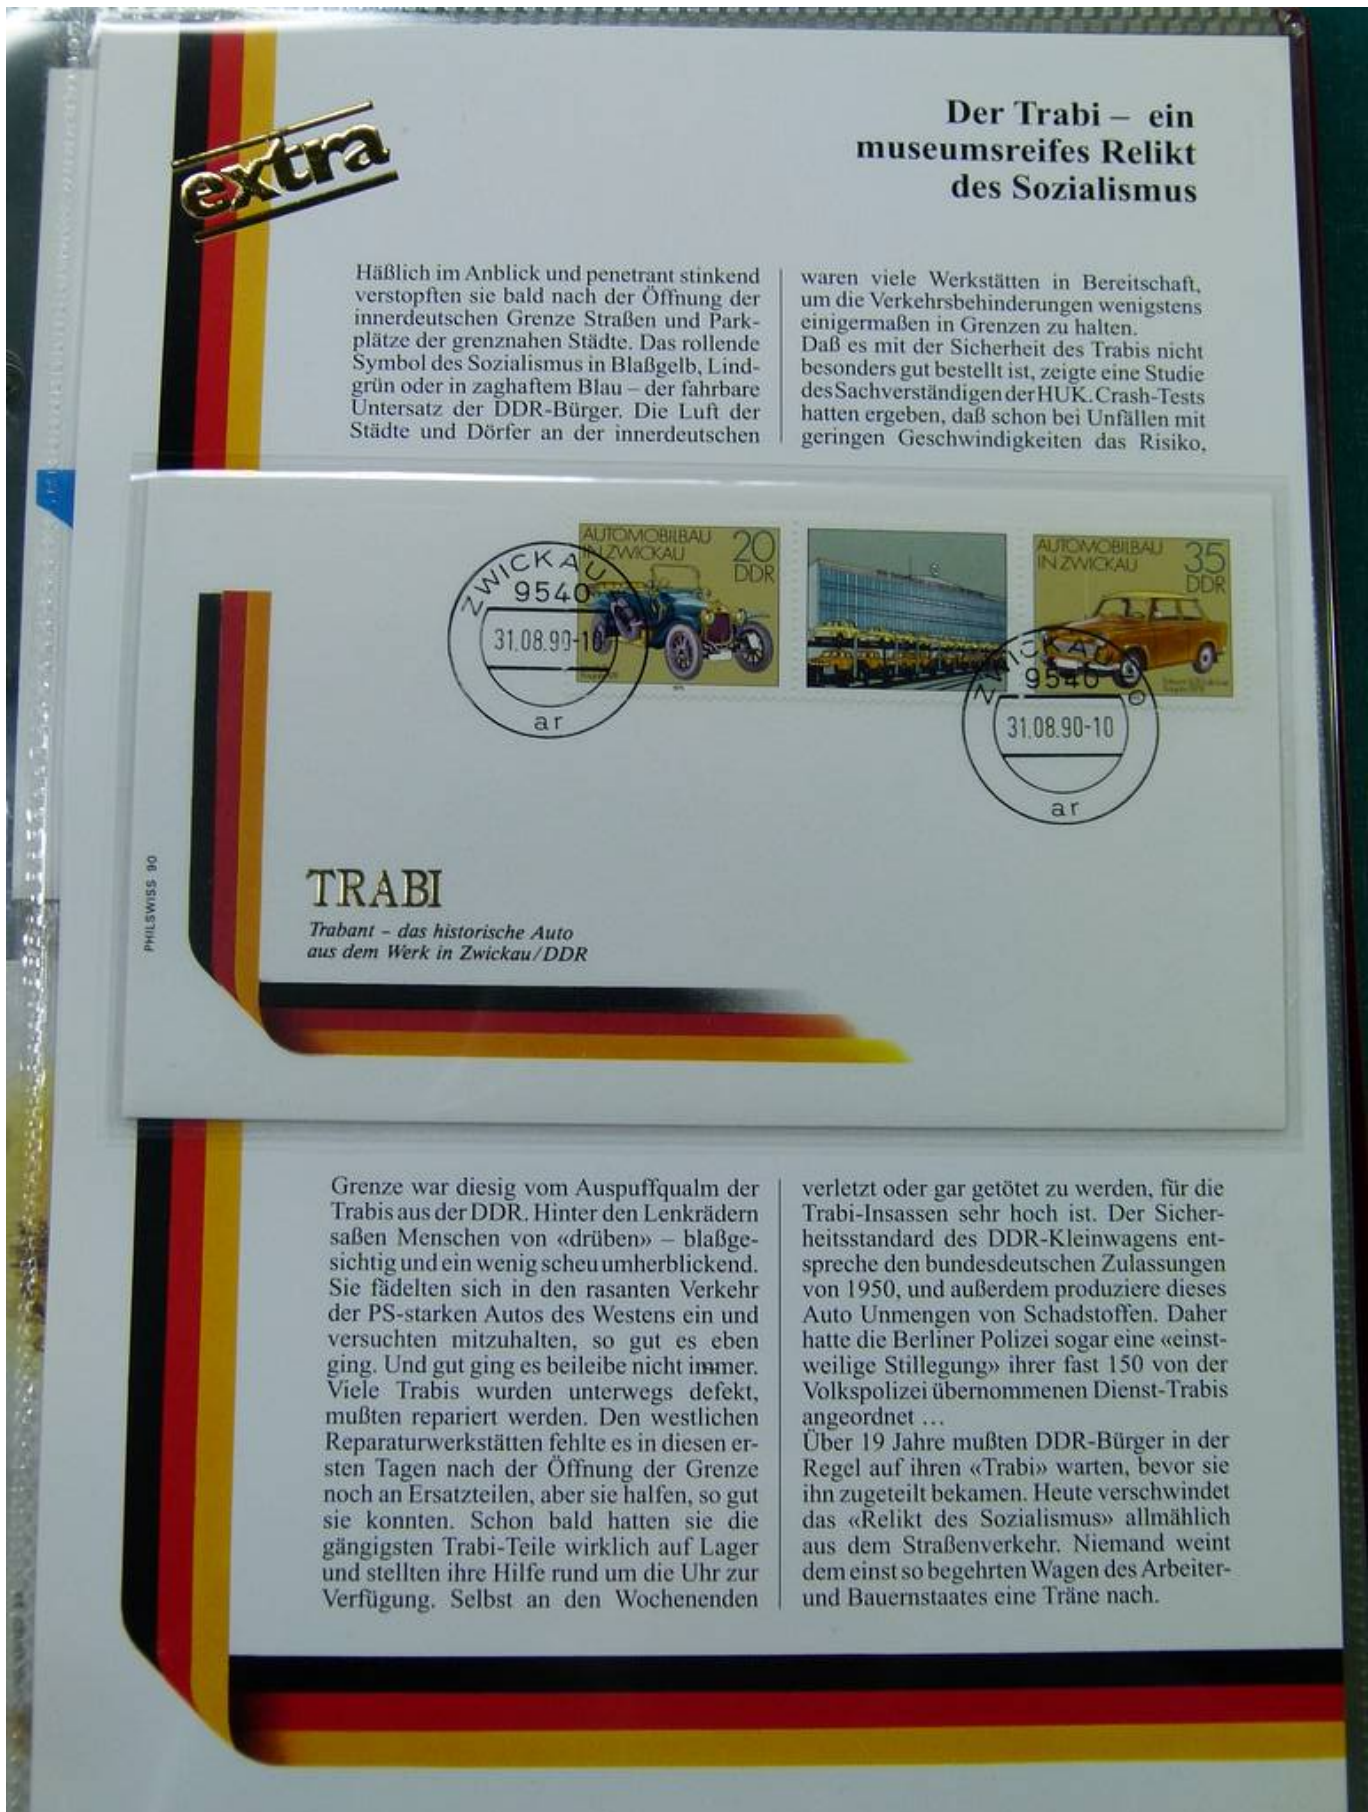 extra
Der Trabi – ein
museumsreifes Relikt
des Sozialismus
Häßlich im Anblick und penetrant stinkend
verstopften sie bald nach der Öffnung der
innerdeutschen Grenze Straßen und Park-
plätze der grenznahen Städte. Das rollende
Symbol des Sozialismus in Blaßgelb, Lind-
grün oder in zaghaftem Blau – der fahrbare
Untersatz der DDR-Bürger. Die Luft der
Städte und Dörfer an der innerdeutschen
waren viele Werkstätten in Bereitschaft,
um die Verkehrsbehinderungen wenigstens
einigermaßen in Grenzen zu halten.
Daß es mit der Sicherheit des Trabis nicht
besonders gut bestellt ist, zeigte eine Studie
des Sachverständigen der HUK. Crash-Tests
hatten ergeben, daß schon bei Unfällen mit
geringen Geschwindigkeiten das Risiko,
AUTOMOBILBAU
IN ZWICKAU
20
DDR
AUTOMOBILBAU
IN ZWICKAU
35
DDR
ZWICKAU
9540
31.08.90-10
ar
ZWICKAU
9540
31.08.90-10
ar
PHILSWISS 90
TRABI
Trabant – das historische Auto
aus dem Werk in Zwickau/DDR
Grenze war diesig vom Auspuffqualm der
Trabis aus der DDR. Hinter den Lenkrädern
saßen Menschen von «drüben» – blaßge-
sichtig und ein wenig scheu umherblickend.
Sie fädelten sich in den rasanten Verkehr
der PS-starken Autos des Westens ein und
versuchten mitzuhalten, so gut es eben
ging. Und gut ging es beileibe nicht immer.
Viele Trabis wurden unterwegs defekt,
mußten repariert werden. Den westlichen
Reparaturwerkstätten fehlte es in diesen er-
sten Tagen nach der Öffnung der Grenze
noch an Ersatzteilen, aber sie halfen, so gut
sie konnten. Schon bald hatten sie die
gängigsten Trabi-Teile wirklich auf Lager
und stellten ihre Hilfe rund um die Uhr zur
Verfügung. Selbst an den Wochenenden
verletzt oder gar getötet zu werden, für die
Trabi-Insassen sehr hoch ist. Der Sicher-
heitsstandard des DDR-Kleinwagens ent-
spreche den bundesdeutschen Zulassungen
von 1950, und außerdem produziere dieses
Auto Unmengen von Schadstoffen. Daher
hatte die Berliner Polizei sogar eine «einst-
weilige Stillegung» ihrer fast 150 von der
Volkspolizei übernommenen Dienst-Trabis
angeordnet ...
Über 19 Jahre mußten DDR-Bürger in der
Regel auf ihren «Trabi» warten, bevor sie
ihn zugeteilt bekamen. Heute verschwindet
das «Relikt des Sozialismus» allmählich
aus dem Straßenverkehr. Niemand weint
dem einst so begehrten Wagen des Arbeiter-
und Bauernstaates eine Träne nach.